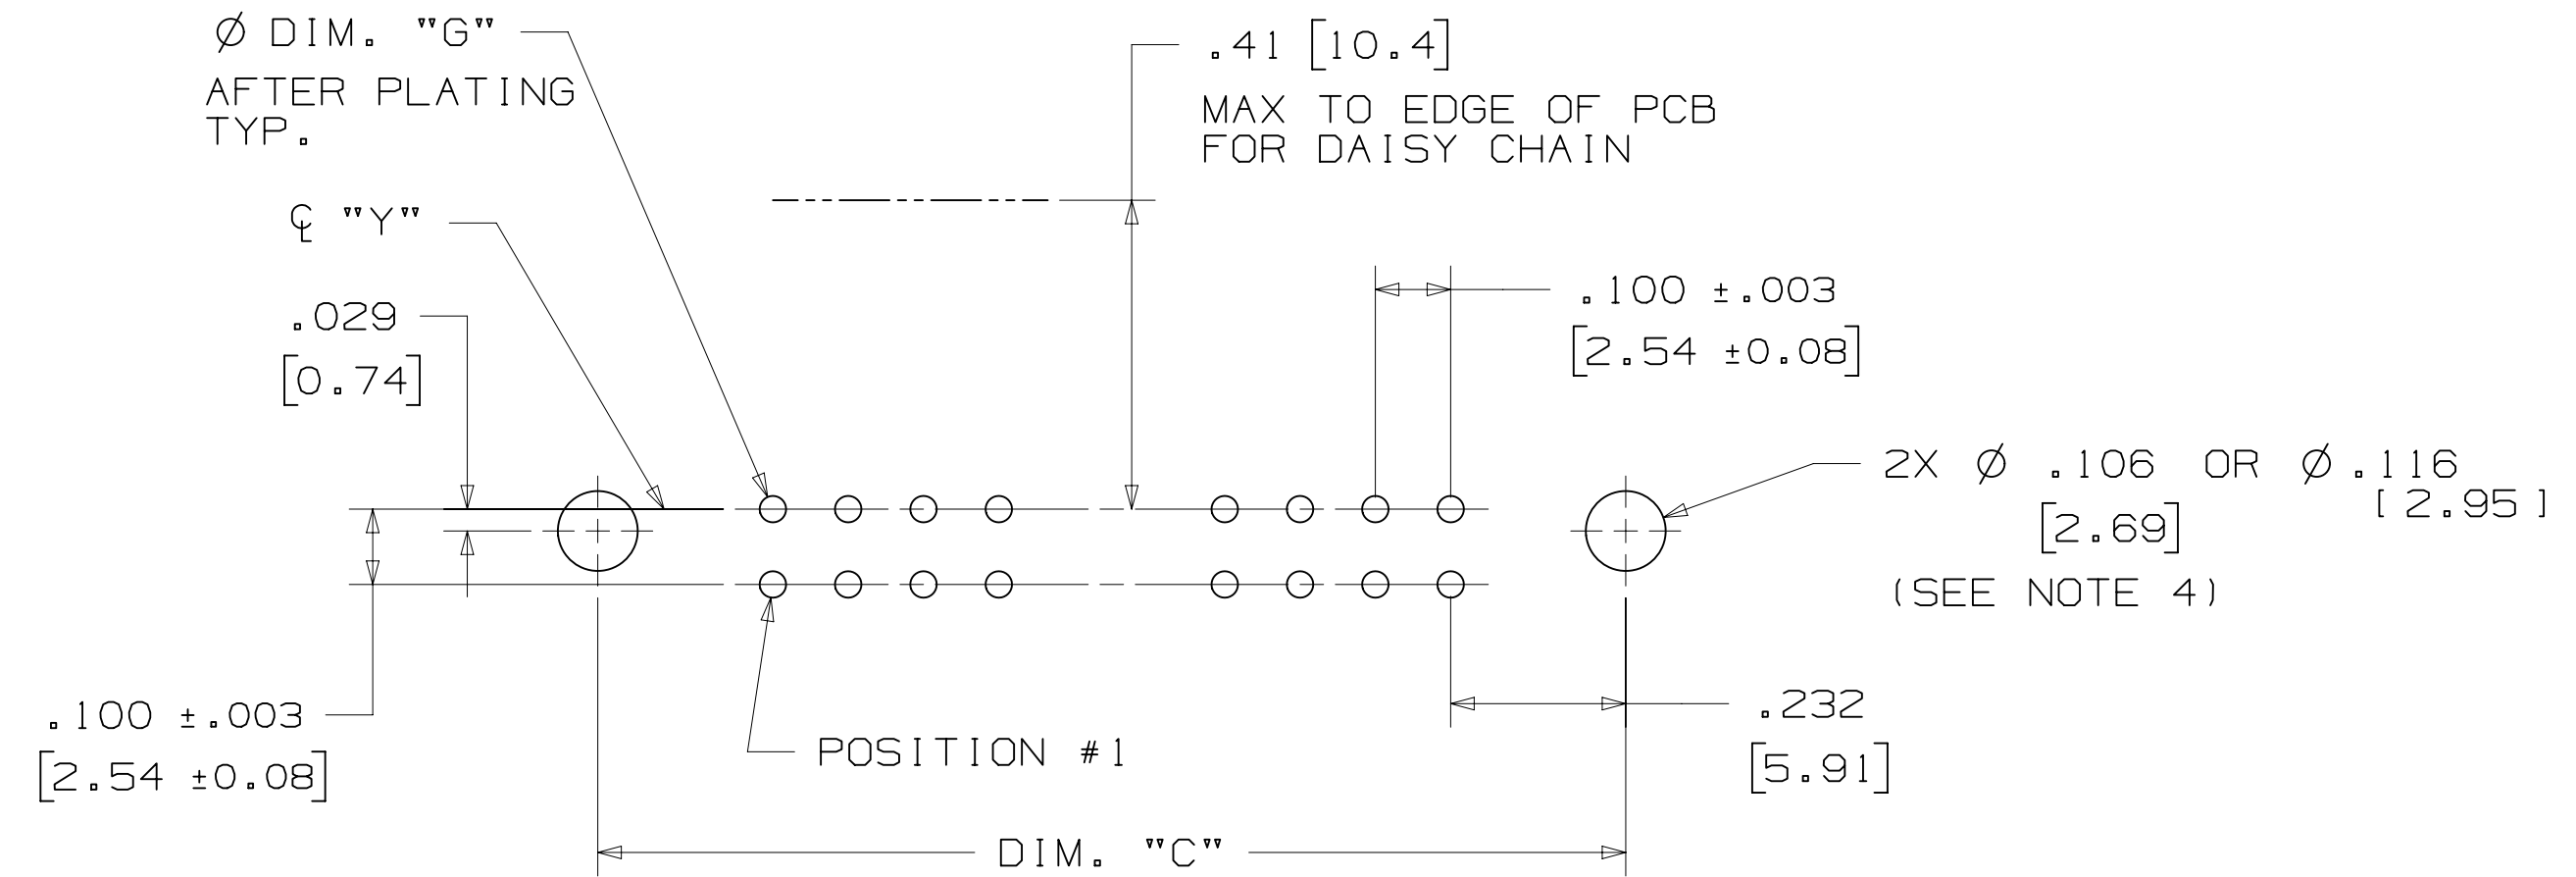 Ø DIM. "G"
AFTER PLATING
TYP.
℄ "Y"
.029
[0.74]
.41 [10.4]
MAX TO EDGE OF PCB
FOR DAISY CHAIN
.100 ±.003
[2.54 ±0.08]
2X Ø .106 OR Ø .116
[2.69] [2.95]
(SEE NOTE 4)
.100 ±.003
[2.54 ±0.08]
POSITION #1
.232
[5.91]
DIM. "C"